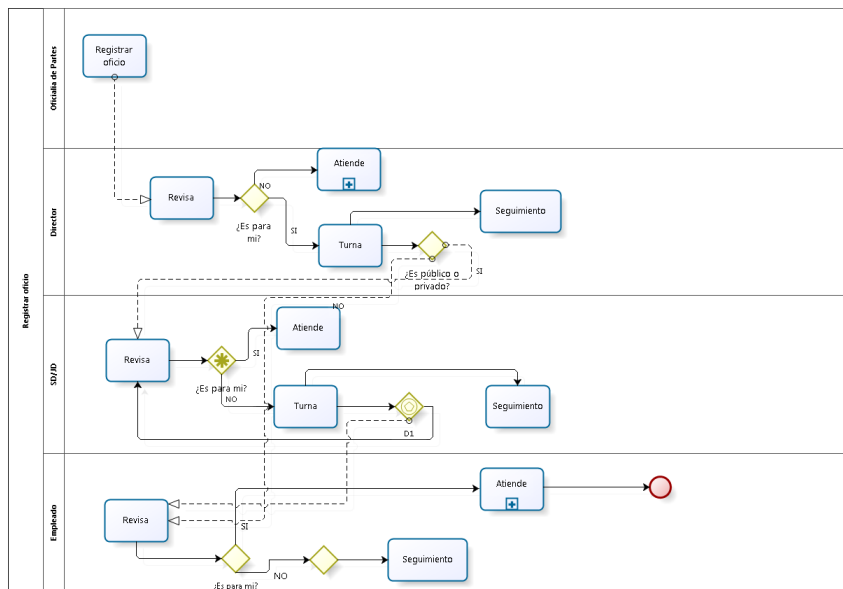 Registrar oficio
Oficialia de Partes
Registrar
oficio
Director
Revisa
NO
¿Es para
mi?
SI
Atiende
Turna
Seguimiento
¿Es público o
privado?
SI
NO
SD/JD
Revisa
¿Es para mi?
SI
NO
Atiende
Turna
D1
Seguimiento
Empleado
Revisa
¿Es para mi?
SI
NO
Atiende
Seguimiento